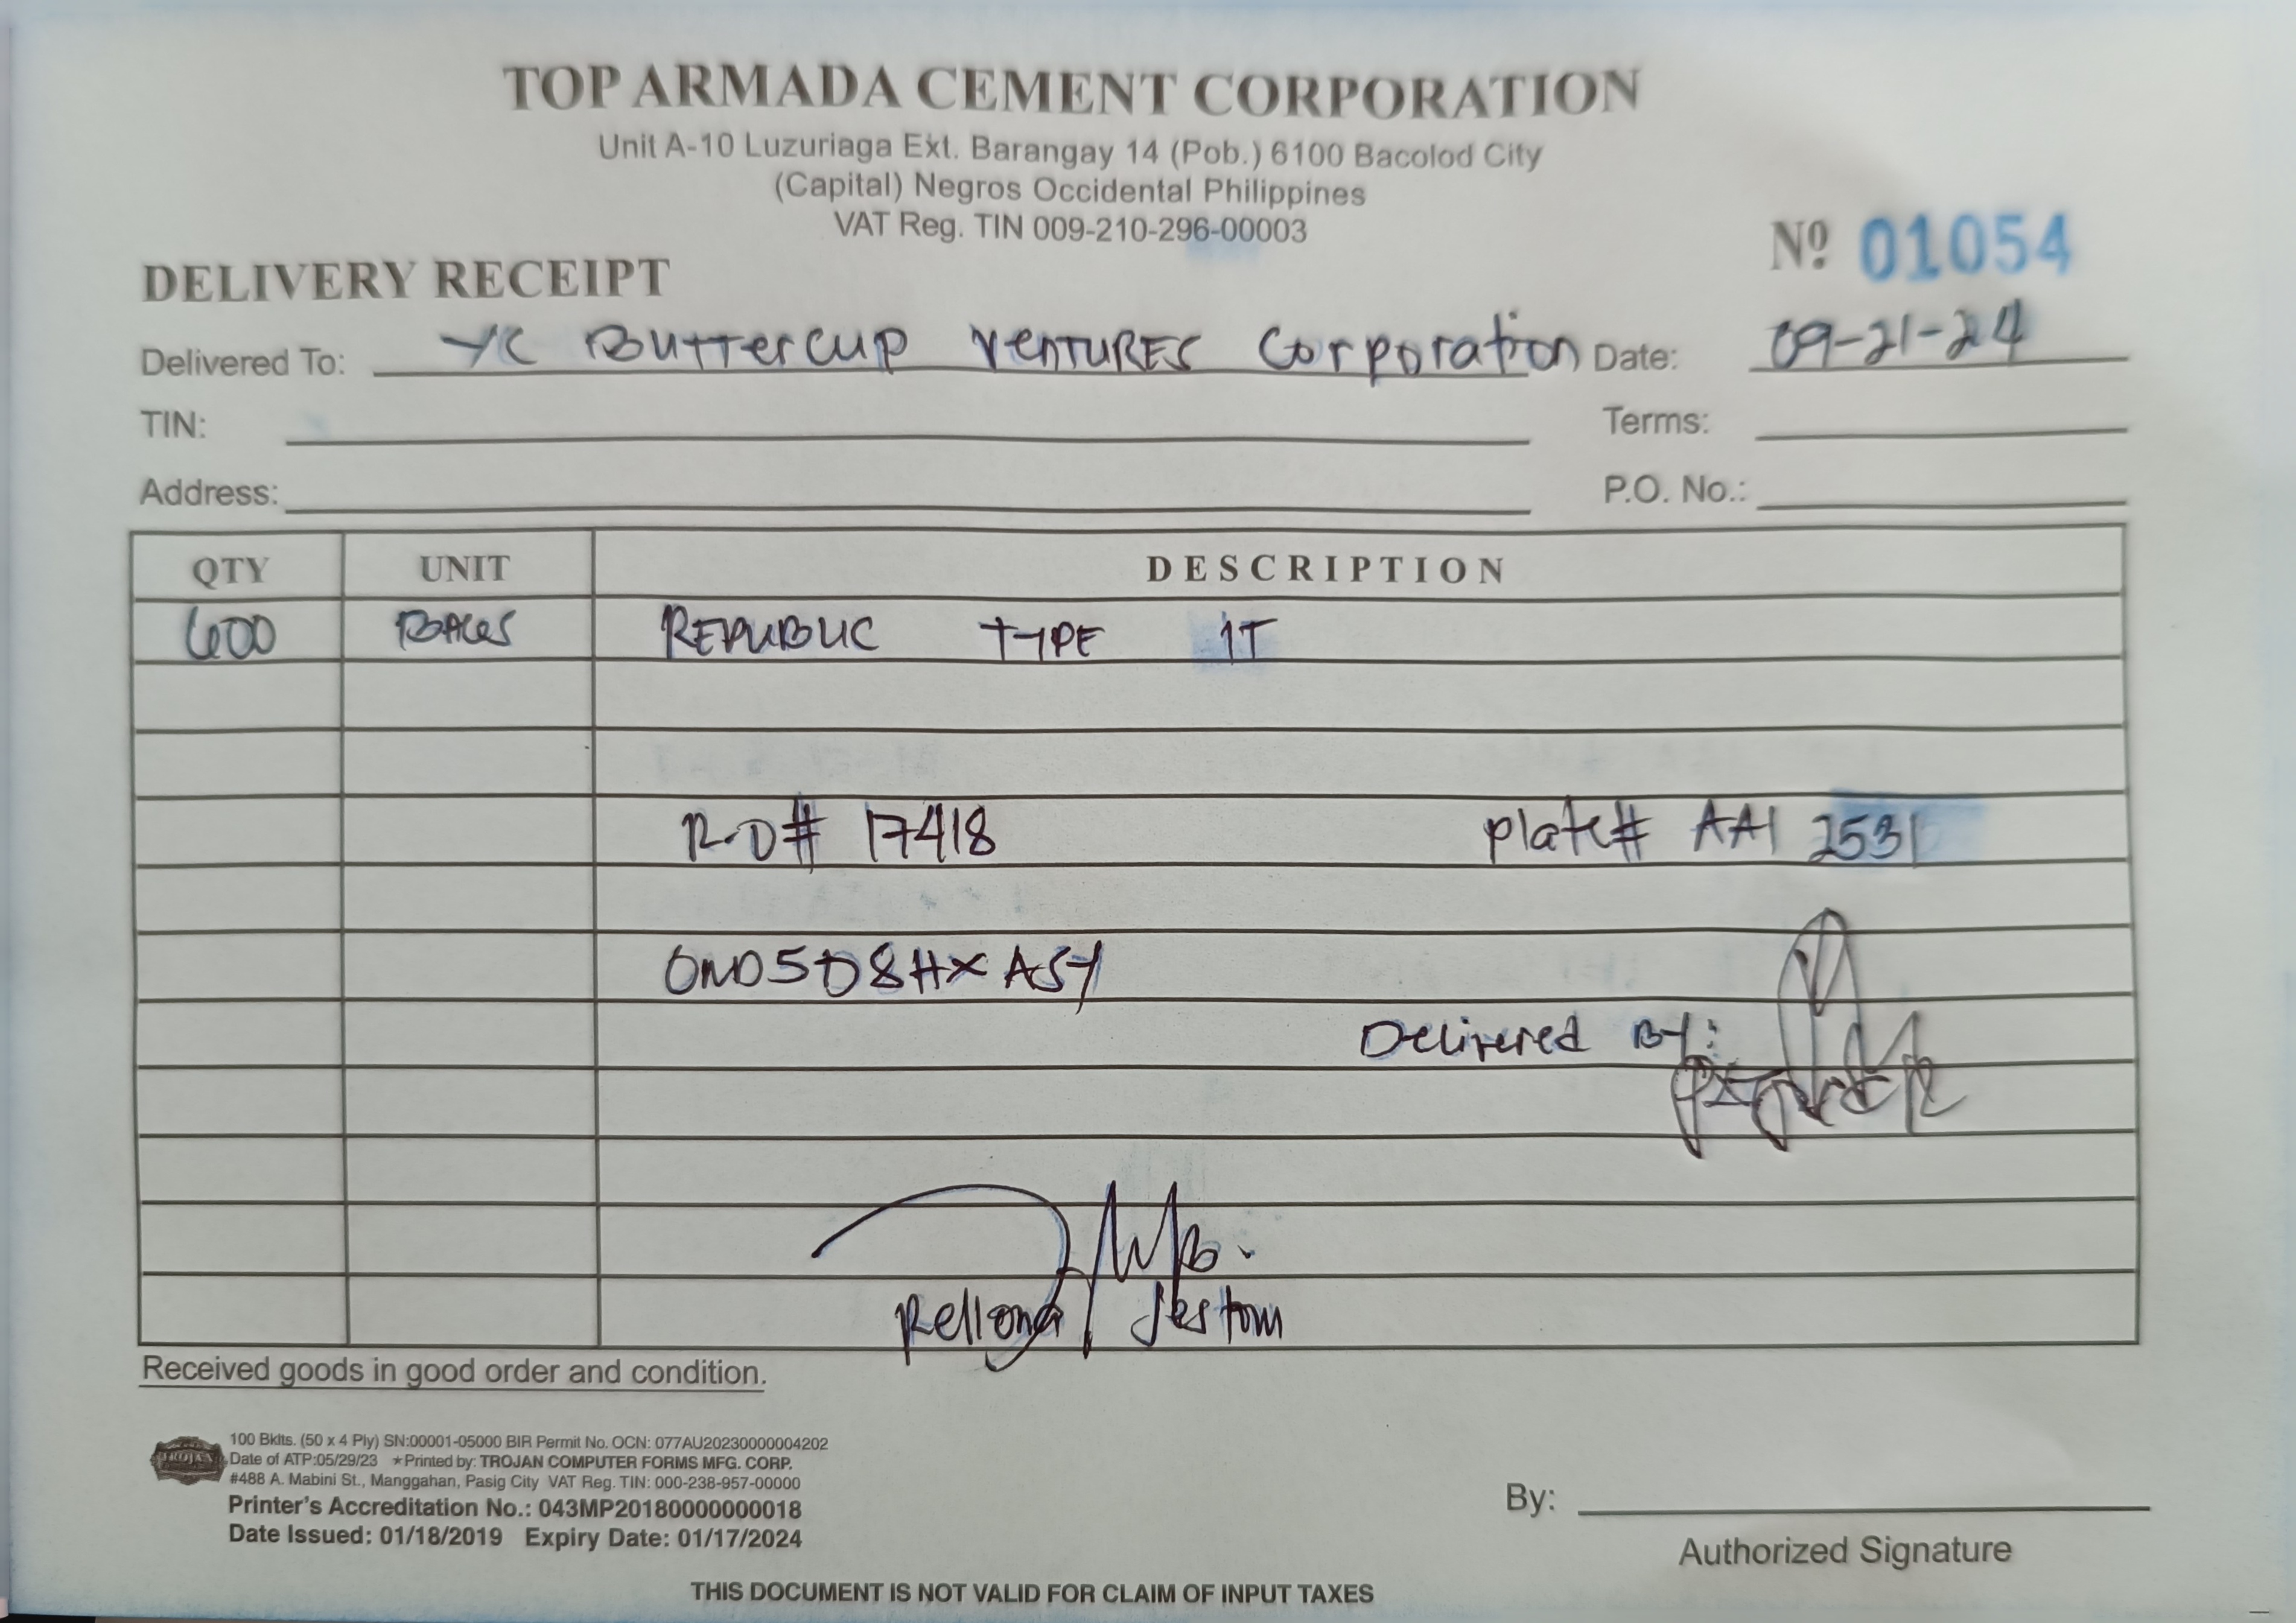 TOP ARMADA CEMENT CORPORATION
Unit A-10 Luzuriaga Ext. Barangay 14 (Pob.) 6100 Bacolod City
(Capital) Negros Occidental Philippines
VAT Reg. TIN 009-210-296-00003
Nº 01054
DELIVERY RECEIPT
Delivered To: YC Buttercup VENTURES Corporation Date: 09-21-24
TIN: Terms:
Address: P.O. No.:
QTY UNIT DESCRIPTION
600 BAGS REPUBLIC TYPE 1T
R.O# 17418 plate# AAI 2531
0ND5D8HXASY
Delivered By:
Rellona Jestom
Received goods in good order and condition.
TROJAN
100 Bklts. (50 x 4 Ply) SN:00001-05000 BIR Permit No. OCN: 077AU20230000004202
Date of ATP:05/29/23 ★Printed by: TROJAN COMPUTER FORMS MFG. CORP.
#488 A. Mabini St., Manggahan, Pasig City VAT Reg. TIN: 000-238-957-00000
Printer's Accreditation No.: 043MP20180000000018
Date Issued: 01/18/2019 Expiry Date: 01/17/2024
By:
Authorized Signature
THIS DOCUMENT IS NOT VALID FOR CLAIM OF INPUT TAXES